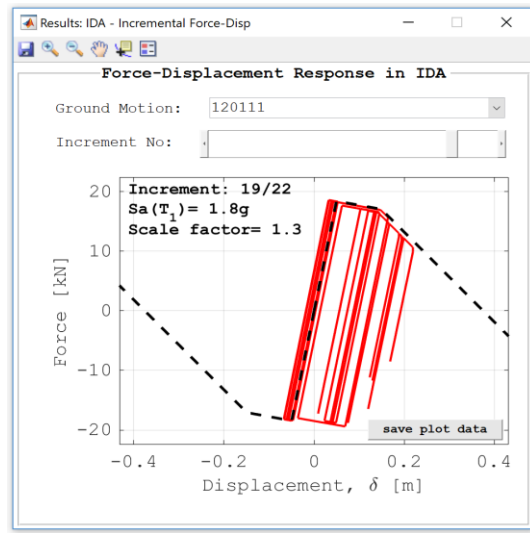 Results: IDA - Incremental Force-Disp
Force-Displacement Response in IDA
Ground Motion: 120111
Increment No:
Increment: 19/22
Sa(T1)= 1.8g
Scale factor= 1.3
20
10
0
-10
-20
Force [kN]
save plot data
-0.4 -0.2 0 0.2 0.4
Displacement, δ [m]